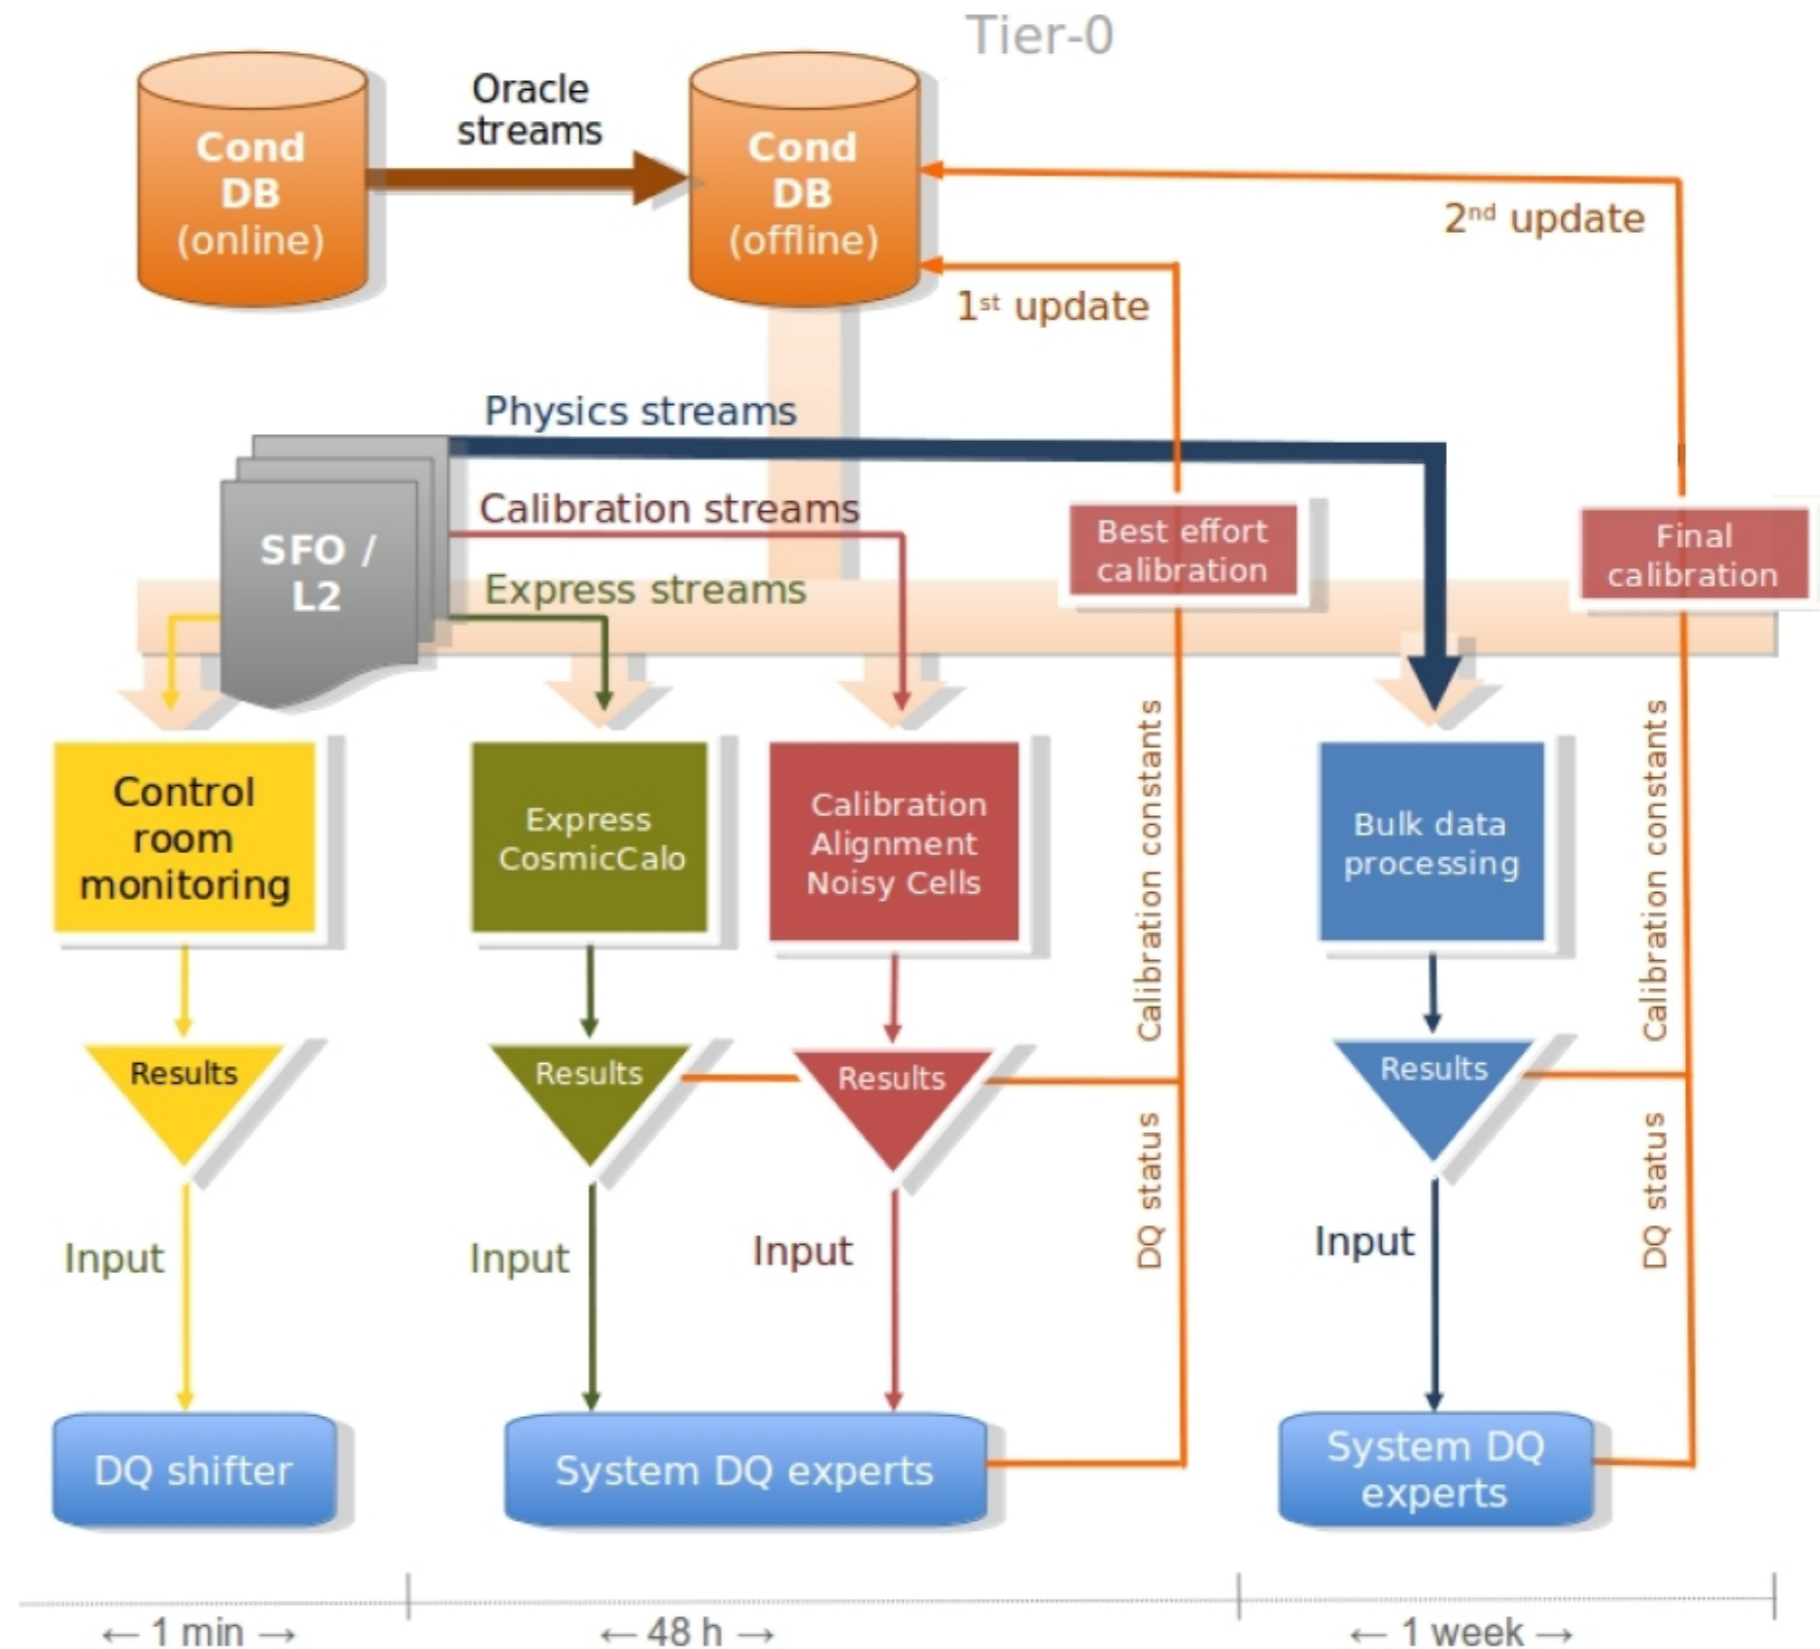 Tier-0
Oracle
streams
Cond
DB
(online)
Cond
DB
(offline)
2nd update
1st update
Physics streams
Calibration streams
Express streams
SFO /
L2
Best effort
calibration
Final
calibration
Control
room
monitoring
Express
CosmicCalo
Calibration
Alignment
Noisy Cells
Calibration constants
Bulk data
processing
Calibration constants
Results
Results
Results
Results
DQ status
DQ status
Input
Input
Input
Input
DQ shifter
System DQ experts
System DQ
experts
← 1 min →
← 48 h →
← 1 week →